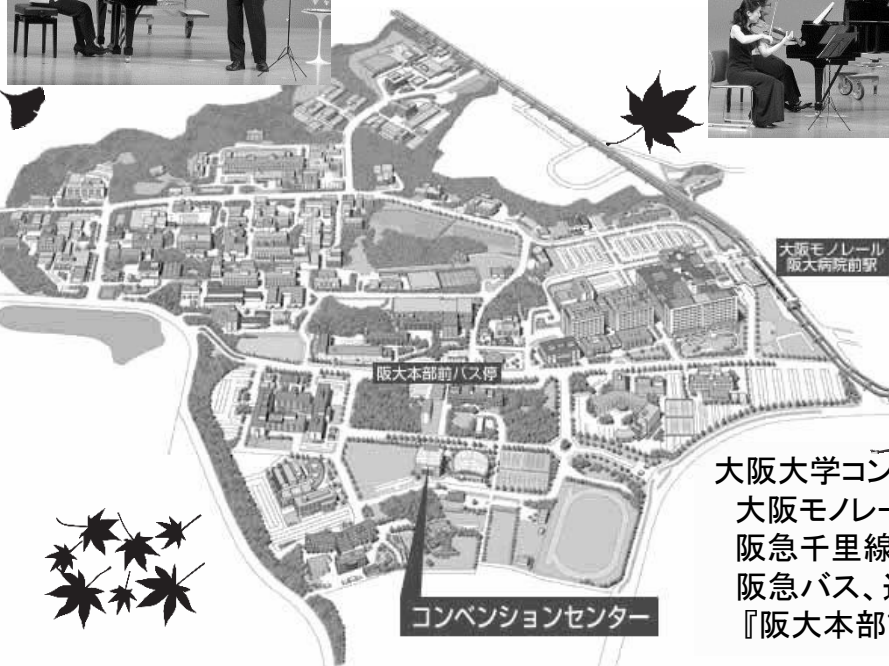 大阪モノレール
阪大病院前駅
阪大本部前バス停
大阪大学コン
大阪モノレー
阪急千里線
阪急バス、
『阪大本部
コンベンションセンター